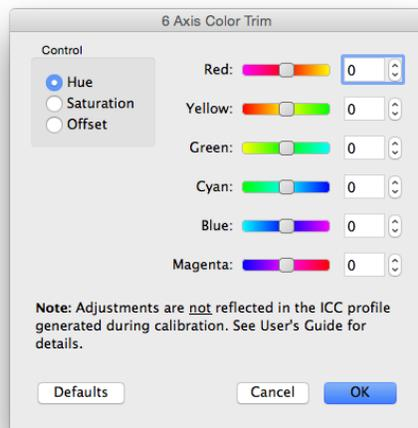 6 Axis Color Trim
Control
Hue
Saturation
Offset
Red: 0
Yellow: 0
Green: 0
Cyan: 0
Blue: 0
Magenta: 0
Note: Adjustments are not reflected in the ICC profile
generated during calibration. See User's Guide for
details.
Defaults Cancel OK